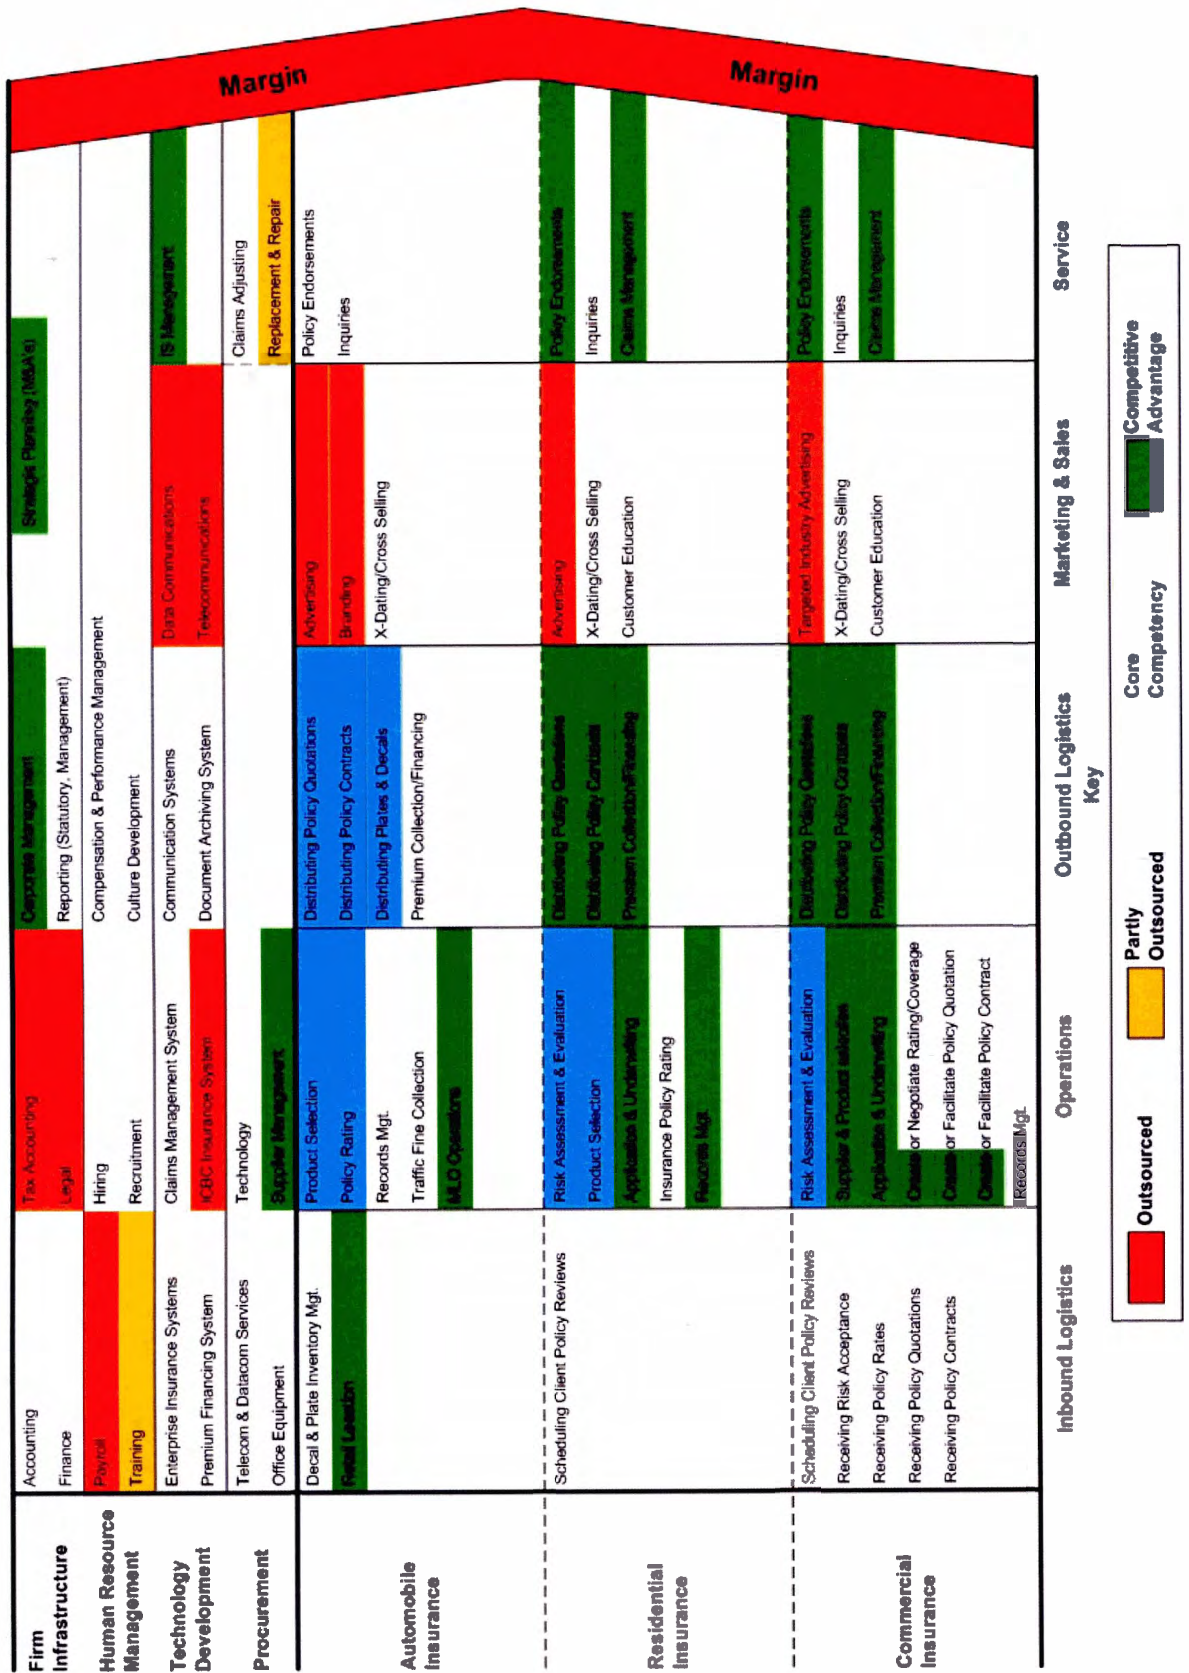 Firm
Infrastructure
Accounting
Finance
Tax Accounting
Legal
Corporate Management
Reporting (Statutory, Management)
Strategic Planning (M&A's)
Human Resource
Management
Payroll
Training
Hiring
Recruitment
Compensation & Performance Management
Culture Development
Technology
Development
Enterprise Insurance Systems
Premium Financing System
Claims Management System
ICBC Insurance System
Communication Systems
Document Archiving System
Data Communications
Telecommunications
IS Management
Procurement
Telecom & Datacom Services
Office Equipment
Technology
Supplier Management
Claims Adjusting
Replacement & Repair
Margin
Margin
Automobile
Insurance
Decal & Plate Inventory Mgt.
Retail Location
Product Selection
Policy Rating
Records Mgt.
Traffic Fine Collection
MLO Operations
Distributing Policy Quotations
Distributing Policy Contracts
Distributing Plates & Decals
Premium Collection/Financing
Advertising
Branding
X-Dating/Cross Selling
Policy Endorsements
Inquiries
Residential
Insurance
Scheduling Client Policy Reviews
Risk Assessment & Evaluation
Product Selection
Application & Underwriting
Insurance Policy Rating
Records Mgt.
Distributing Policy Quotations
Distributing Policy Contracts
Premium Collection/Financing
Advertising
X-Dating/Cross Selling
Customer Education
Policy Endorsements
Inquiries
Claims Management
Commercial
Insurance
Scheduling Client Policy Reviews
Receiving Risk Acceptance
Receiving Policy Rates
Receiving Policy Quotations
Receiving Policy Contracts
Risk Assessment & Evaluation
Supplier & Product selection
Application & Underwriting
Create or Negotiate Rating/Coverage
Create or Facilitate Policy Quotation
Create or Facilitate Policy Contract
Records Mgt.
Distributing Policy Quotations
Distributing Policy Contracts
Premium Collection/Financing
Targeted Industry Advertising
X-Dating/Cross Selling
Customer Education
Policy Endorsements
Inquiries
Claims Management
Inbound Logistics
Operations
Outbound Logistics
Marketing & Sales
Service
Key
Outsourced
Partly
Outsourced
Core
Competency
Competitive
Advantage